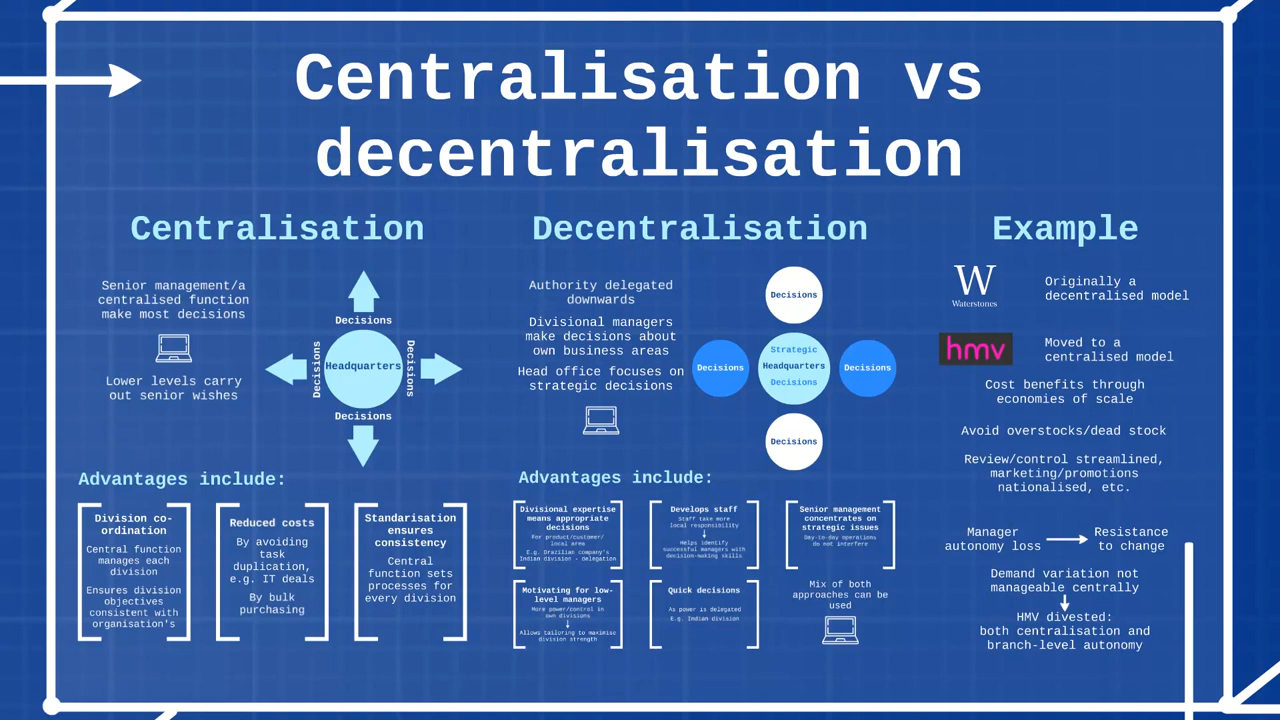 Centralisation vs
decentralisation
Centralisation
Senior management/a
centralised function
make most decisions
Lower levels carry
out senior wishes
Decisions
Decisions
Headquarters
Decisions
Decisions
Advantages include:
Division co-
ordination
Central function
manages each
division
Ensures division
objectives
consistent with
organisation's
Reduced costs
By avoiding
task
duplication,
e.g. IT deals
By bulk
purchasing
Standarisation
ensures
consistency
Central
function sets
processes for
every division
Decentralisation
Authority delegated
downwards
Divisional managers
make decisions about
own business areas
Head office focuses on
strategic decisions
Decisions
Decisions
Strategic
Headquarters
Decisions
Decisions
Decisions
Advantages include:
Divisional expertise
means appropriate
decisions
For product/customer/
local area
E.g. Brazilian company's
Indian division - delegation
Develops staff
Staff take more
local responsibility
Helps identify
successful managers with
decision-making skills
Senior management
concentrates on
strategic issues
Day-to-day operations
do not interfere
Motivating for low-
level managers
More power/control in
own divisions
Allows tailoring to maximise
division strength
Quick decisions
As power is delegated
E.g. Indian division
Mix of both
approaches can be
used
Example
W
Waterstones
Originally a
decentralised model
hmv
Moved to a
centralised model
Cost benefits through
economies of scale
Avoid overstocks/dead stock
Review/control streamlined,
marketing/promotions
nationalised, etc.
Manager
autonomy loss
Resistance
to change
Demand variation not
manageable centrally
HMV divested:
both centralisation and
branch-level autonomy